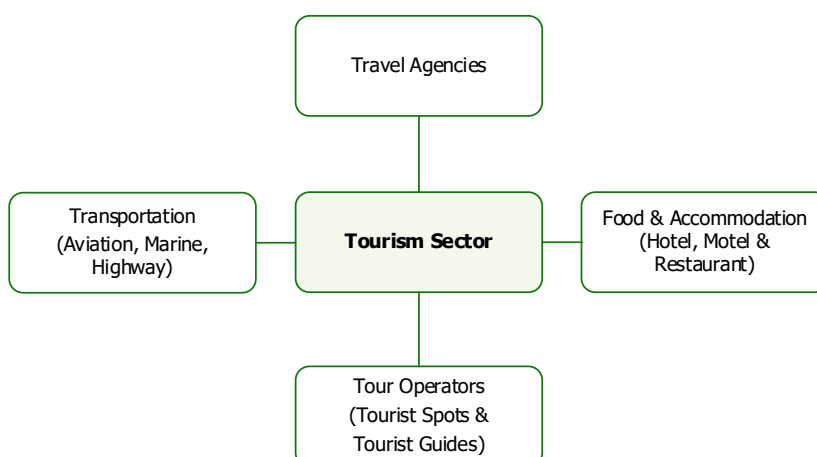 Travel Agencies
Transportation
(Aviation, Marine,
Highway)
Tourism Sector
Food & Accommodation
(Hotel, Motel &
Restaurant)
Tour Operators
(Tourist Spots &
Tourist Guides)